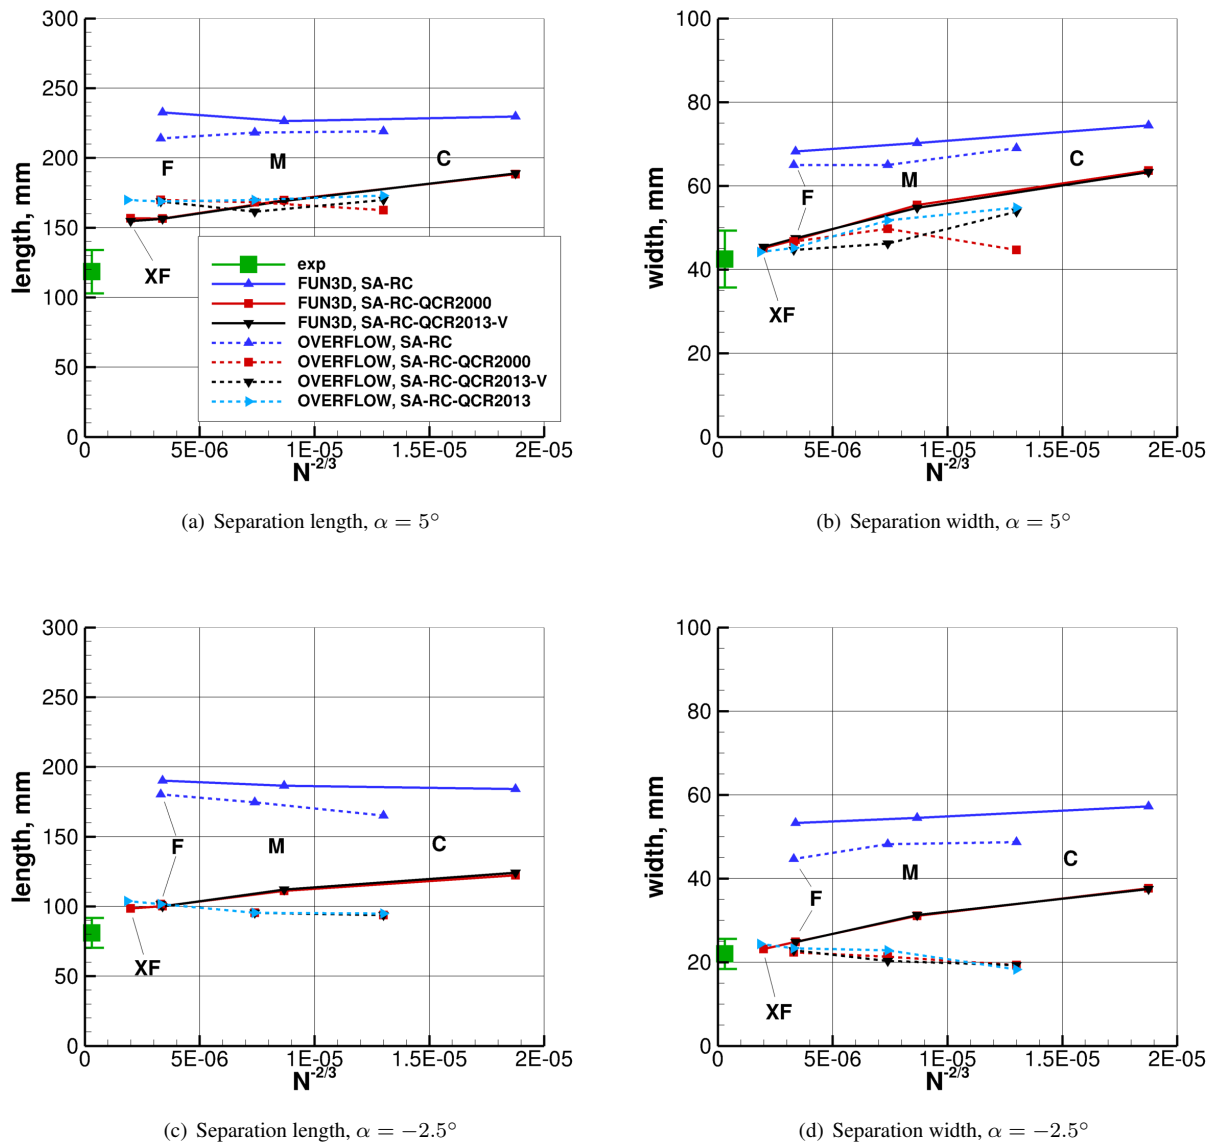 300
250
200
150
100
50
0
length, mm
F
M
C
XF
exp
FUN3D, SA-RC
FUN3D, SA-RC-QCR2000
FUN3D, SA-RC-QCR2013-V
OVERFLOW, SA-RC
OVERFLOW, SA-RC-QCR2000
OVERFLOW, SA-RC-QCR2013-V
OVERFLOW, SA-RC-QCR2013
0 5E-06 1E-05 1.5E-05 2E-05
N-2/3
(a) Separation length, α = 5°
100
80
60
40
20
0
width, mm
C
M
F
XF
0 5E-06 1E-05 1.5E-05 2E-05
N-2/3
(b) Separation width, α = 5°
300
250
200
150
100
50
0
length, mm
F
M
C
XF
0 5E-06 1E-05 1.5E-05 2E-05
N-2/3
(c) Separation length, α = −2.5°
100
80
60
40
20
0
width, mm
C
M
F
XF
0 5E-06 1E-05 1.5E-05 2E-05
N-2/3
(d) Separation width, α = −2.5°